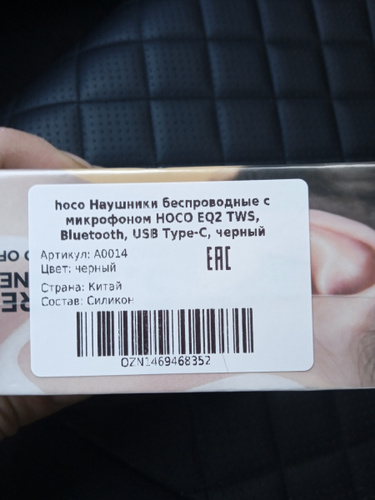 hoco Наушники беспроводные с
микрофоном HOCO EQ2 TWS,
Bluetooth, USB Type-C, черный
Артикул: A0014
Цвет: черный
EAC
Страна: Китай
Состав: Силикон
OZN1469468352